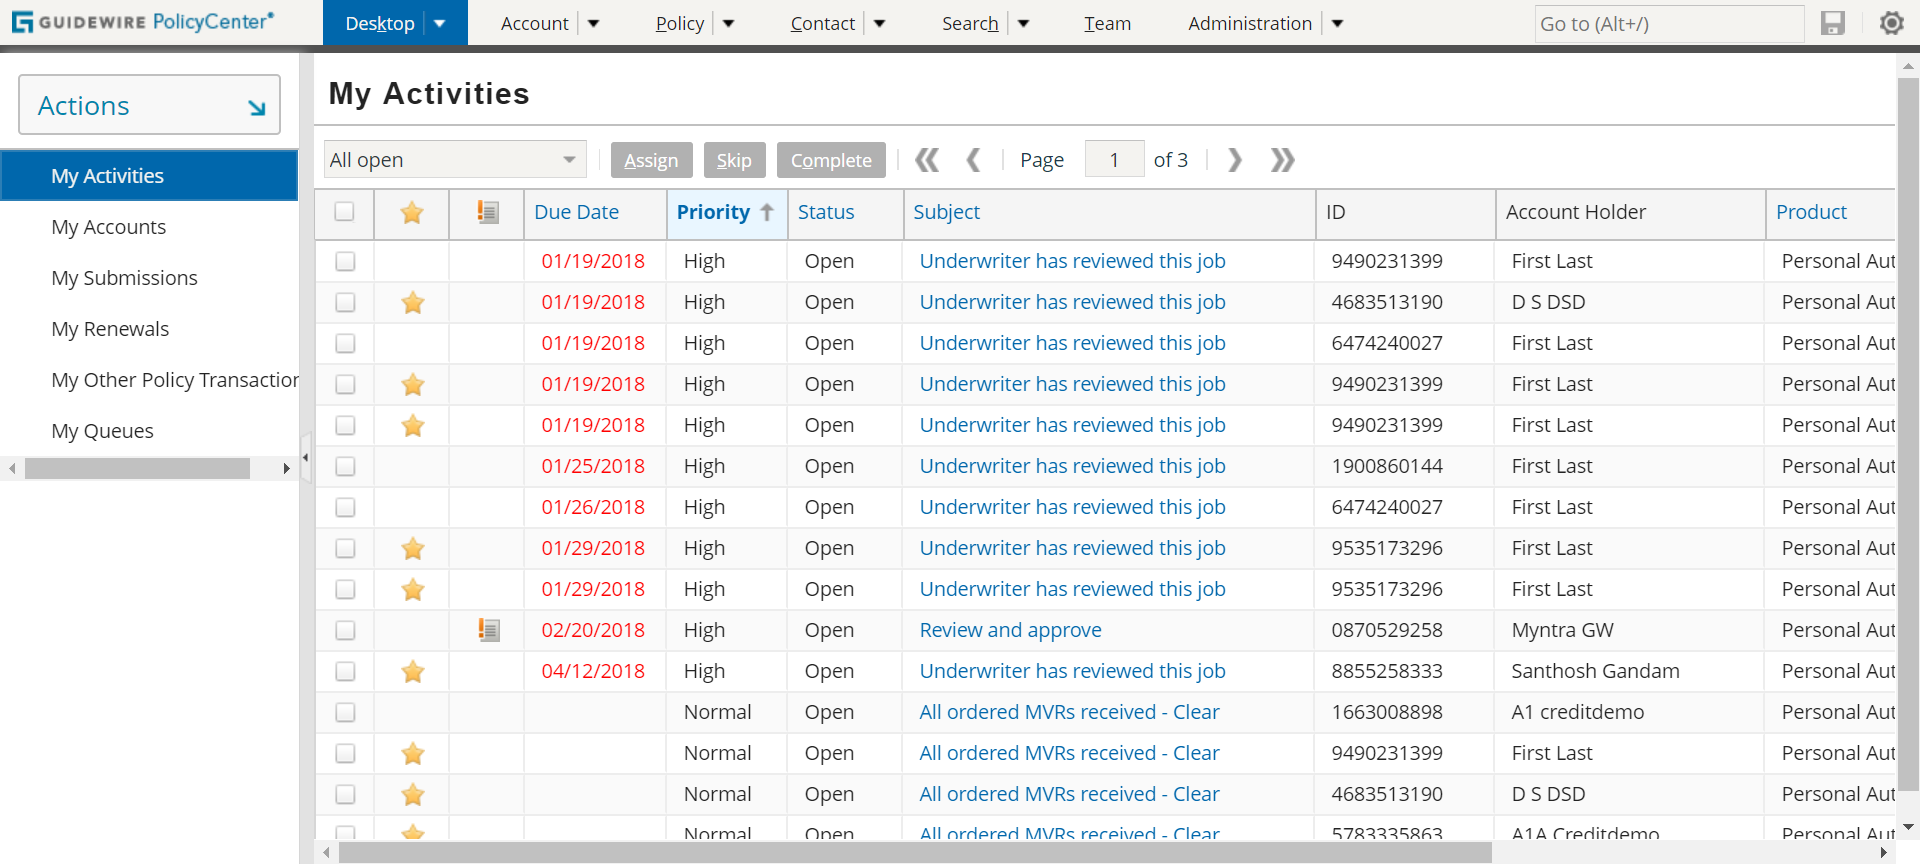 GUIDEWIRE PolicyCenter®
Desktop Account Policy Contact Search Team Administration Go to (Alt+/)
Actions
My Activities
My Accounts
My Submissions
My Renewals
My Other Policy Transaction
My Queues
My Activities
All open Assign Skip Complete Page 1 of 3
Due Date Priority Status Subject ID Account Holder Product
01/19/2018 High Open Underwriter has reviewed this job 9490231399 First Last Personal Aut
01/19/2018 High Open Underwriter has reviewed this job 4683513190 D S DSD Personal Aut
01/19/2018 High Open Underwriter has reviewed this job 6474240027 First Last Personal Aut
01/19/2018 High Open Underwriter has reviewed this job 9490231399 First Last Personal Aut
01/19/2018 High Open Underwriter has reviewed this job 9490231399 First Last Personal Aut
01/25/2018 High Open Underwriter has reviewed this job 1900860144 First Last Personal Aut
01/26/2018 High Open Underwriter has reviewed this job 6474240027 First Last Personal Aut
01/29/2018 High Open Underwriter has reviewed this job 9535173296 First Last Personal Aut
01/29/2018 High Open Underwriter has reviewed this job 9535173296 First Last Personal Aut
02/20/2018 High Open Review and approve 0870529258 Myntra GW Personal Aut
04/12/2018 High Open Underwriter has reviewed this job 8855258333 Santhosh Gandam Personal Aut
Normal Open All ordered MVRs received - Clear 1663008898 A1 creditdemo Personal Aut
Normal Open All ordered MVRs received - Clear 9490231399 First Last Personal Aut
Normal Open All ordered MVRs received - Clear 4683513190 D S DSD Personal Aut
Normal Open All ordered MVRs received - Clear 5783335863 A1A Creditdemo Personal Aut